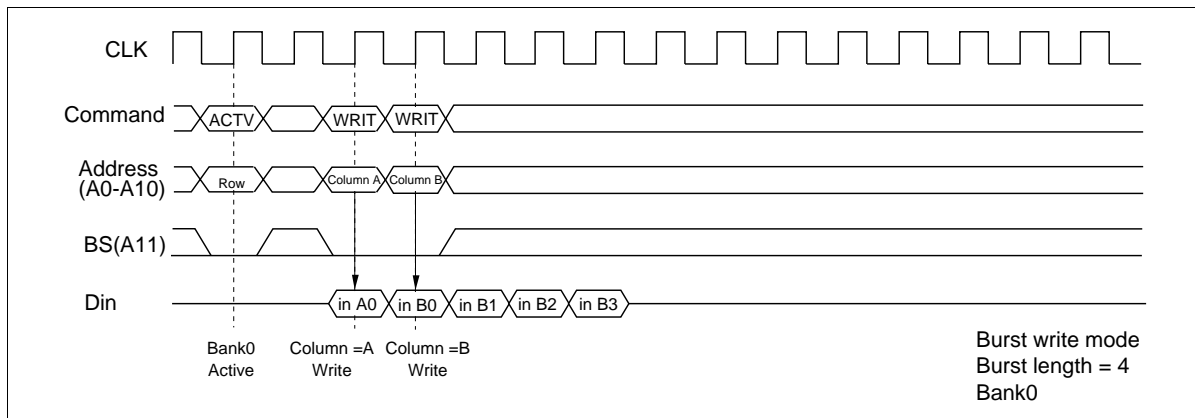 CLK
Command
ACTV
WRIT
WRIT
Address
(A0-A10)
Row
Column A
Column B
BS(A11)
Din
in A0
in B0
in B1
in B2
in B3
Bank0
Active
Column =A
Write
Column =B
Write
Burst write mode
Burst length = 4
Bank0